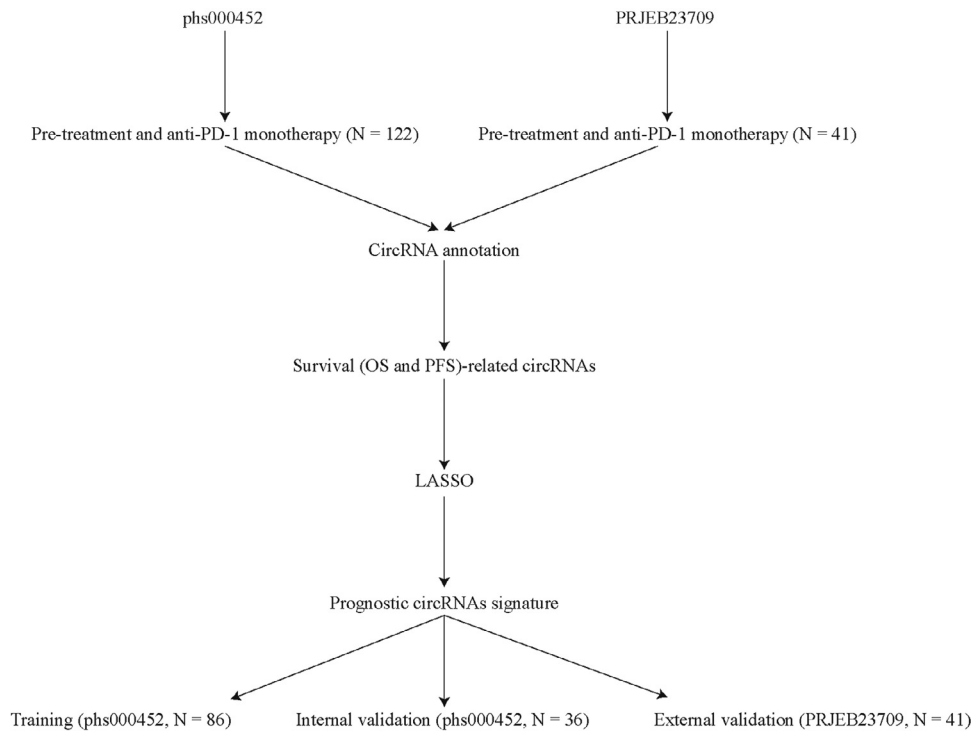 phs000452
PRJEB23709
Pre-treatment and anti-PD-1 monotherapy (N = 122)
Pre-treatment and anti-PD-1 monotherapy (N = 41)
CircRNA annotation
Survival (OS and PFS)-related circRNAs
LASSO
Prognostic circRNAs signature
Training (phs000452, N = 86)
Internal validation (phs000452, N = 36)
External validation (PRJEB23709, N = 41)